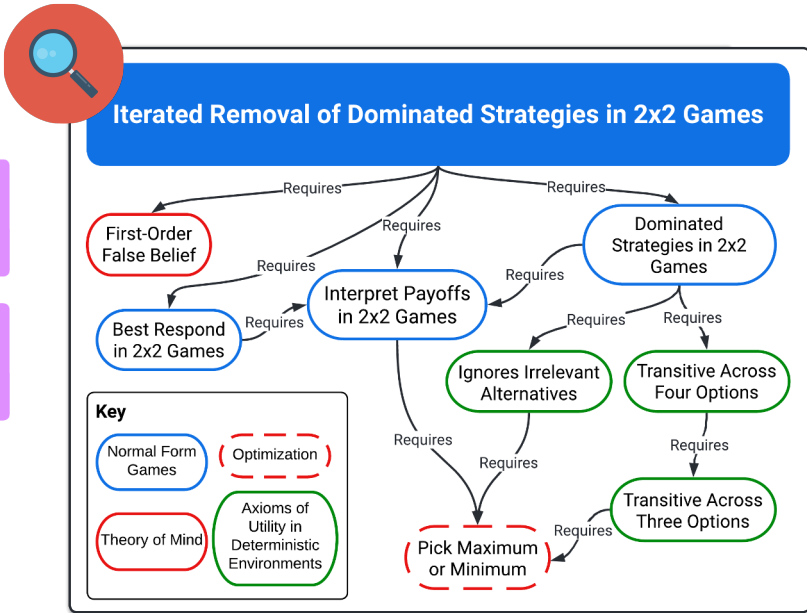 Iterated Removal of Dominated Strategies in 2x2 Games
Requires
Requires
Requires
Requires
First-Order
False Belief
Dominated
Strategies in 2x2
Games
Requires
Interpret Payoffs
in 2x2 Games
Best Respond
in 2x2 Games
Requires
Requires
Requires
Ignores Irrelevant
Alternatives
Transitive Across
Four Options
Requires
Requires
Requires
Transitive Across
Three Options
Requires
Pick Maximum
or Minimum
Key
Normal Form
Games
Optimization
Theory of Mind
Axioms of
Utility in
Deterministic
Environments